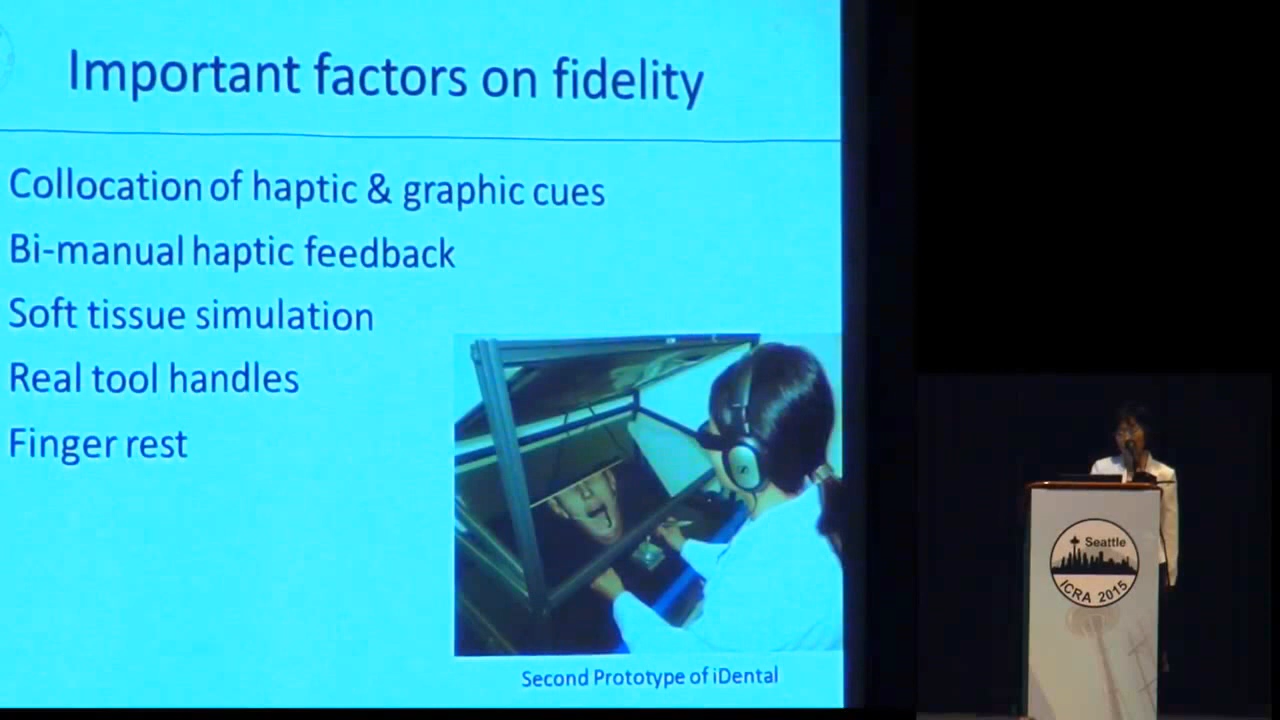 Important factors on fidelity
Collocation of haptic & graphic cues
Bi-manual haptic feedback
Soft tissue simulation
Real tool handles
Finger rest
Second Prototype of iDental
Seattle
ICRA 2015